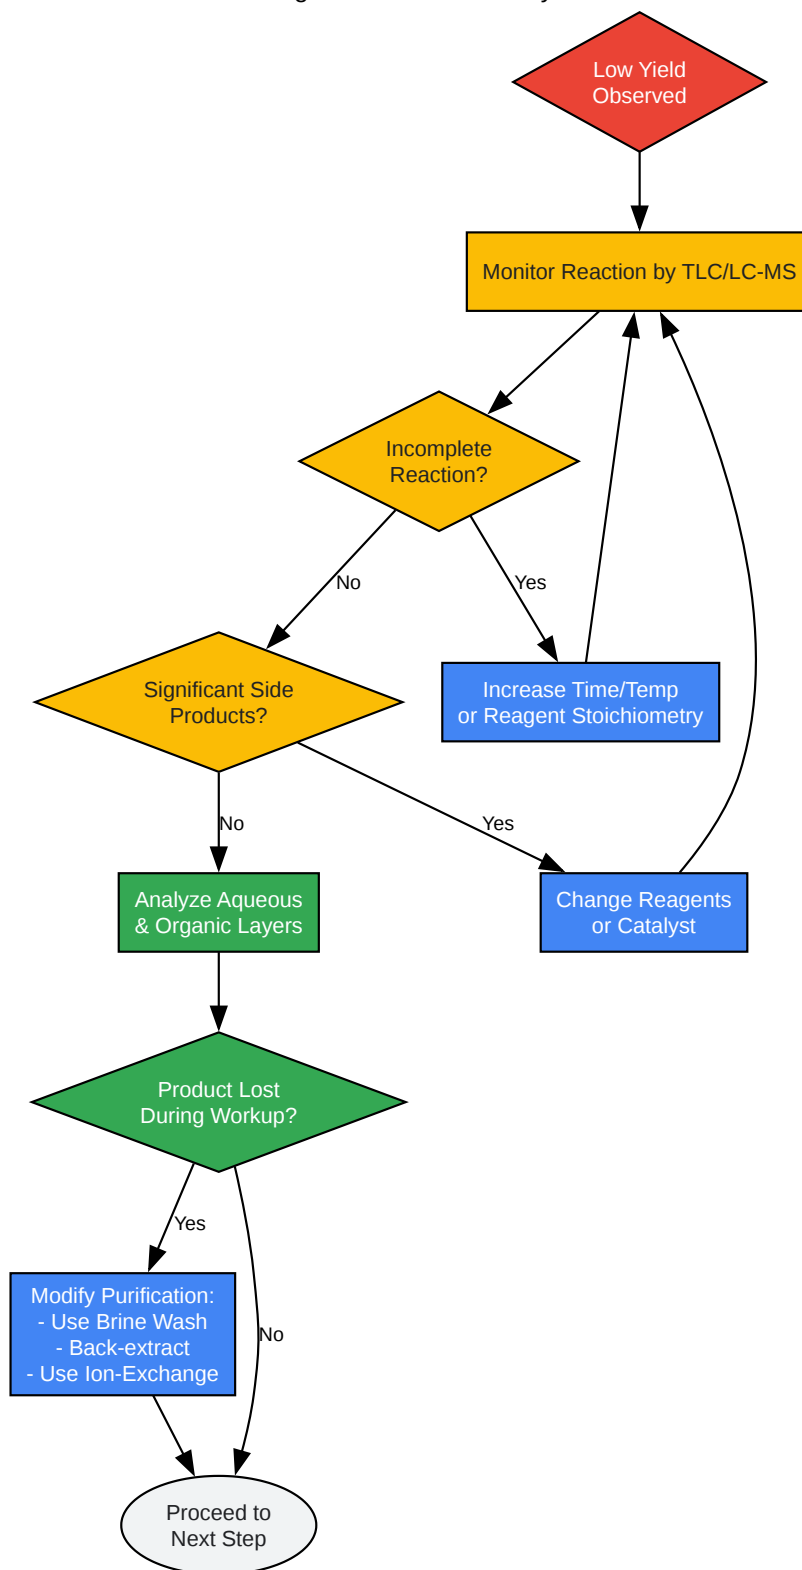 Low Yield
Observed
Monitor Reaction by TLC/LC-MS
Incomplete
Reaction?
No
Yes
Significant Side
Products?
Increase Time/Temp
or Reagent Stoichiometry
No
Yes
Analyze Aqueous
& Organic Layers
Change Reagents
or Catalyst
Product Lost
During Workup?
Yes
No
Modify Purification:
- Use Brine Wash
- Back-extract
- Use Ion-Exchange
Proceed to
Next Step